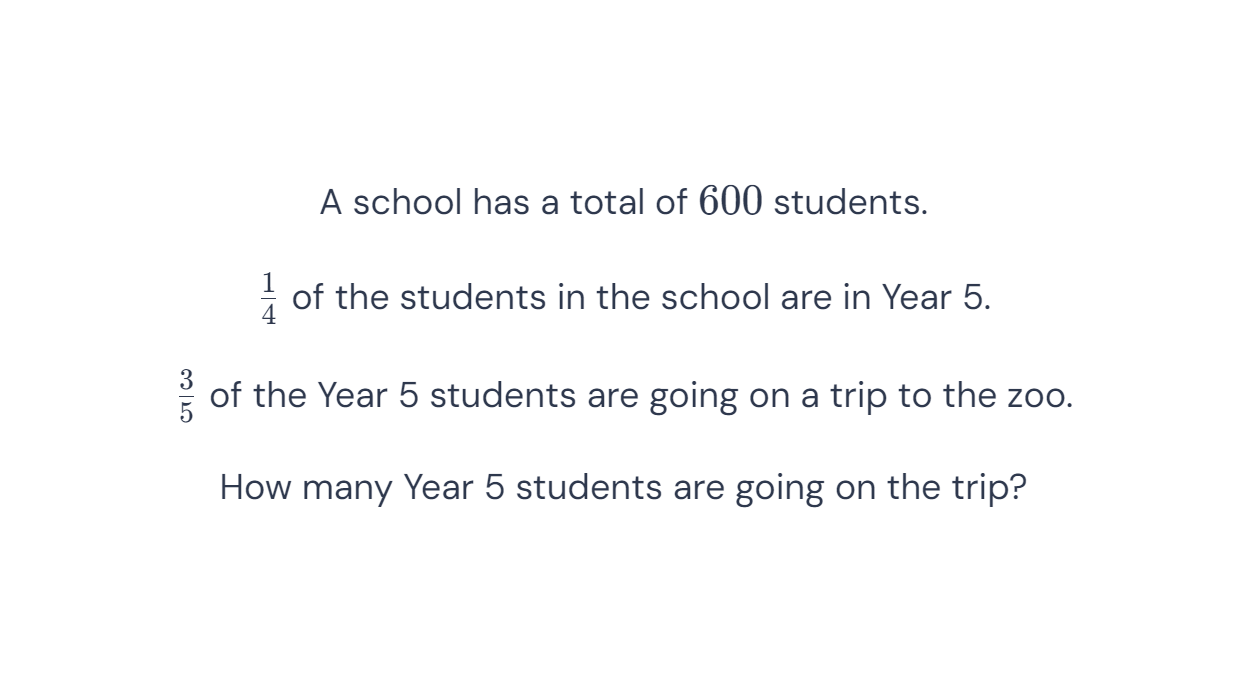 A school has a total of 600 students.
1/4 of the students in the school are in Year 5.
3/5 of the Year 5 students are going on a trip to the zoo.
How many Year 5 students are going on the trip?